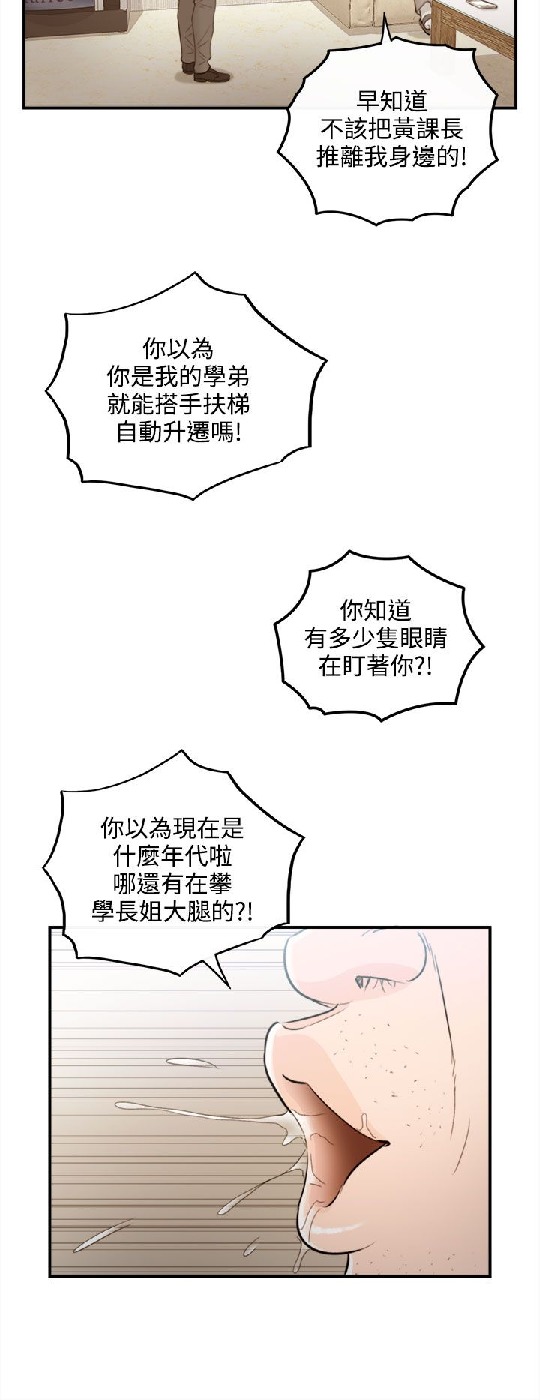 早知道
不該把黃課長
推離我身邊的!
你以為
你是我的學弟
就能搭手扶梯
自動升遷嗎!
你知道
有多少隻眼睛
在盯著你?!
你以為現在是
什麼年代啦
哪還有在攀
學長姐大腿的?!